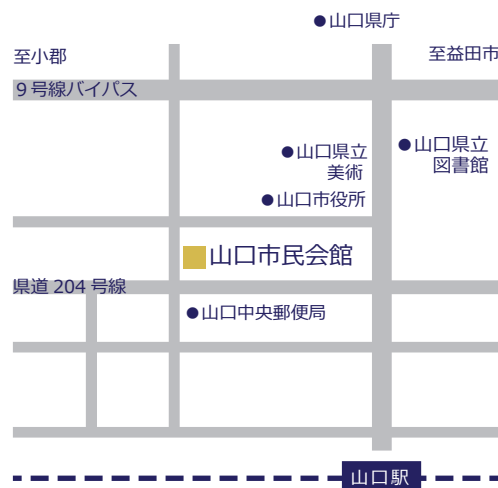 ●山口県庁
至小郡
至益田市
9号線バイパス
●山口県立
美術
●山口県立
図書館
●山口市役所
山口市民会館
県道204号線
●山口中央郵便局
山口駅